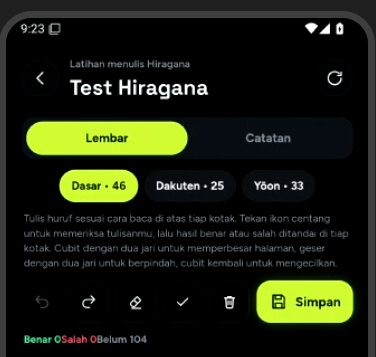 9:23
Latihan menulis Hiragana
Test Hiragana
Lembar
Catatan
Dasar • 46
Dakuten • 25
Yōon • 33
Tulis huruf sesuai cara baca di atas tiap kotak. Tekan ikon centang
untuk memeriksa tulisanmu, lalu hasil benar atau salah ditandai di tiap
kotak. Cubit dengan dua jari untuk memperbesar halaman, geser
dengan dua jari untuk berpindah, cubit kembali untuk mengecilkan.
Simpan
Benar 0Salah 0Belum 104